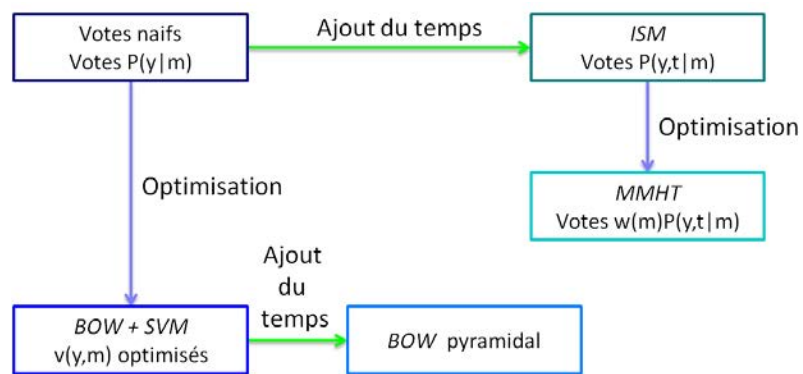 Votes naifs
Votes P(y|m)
Ajout du temps
ISM
Votes P(y,t|m)
Optimisation
Optimisation
MMHT
Votes w(m)P(y,t|m)
Ajout
du
temps
BOW + SVM
v(y,m) optimisés
BOW pyramidal